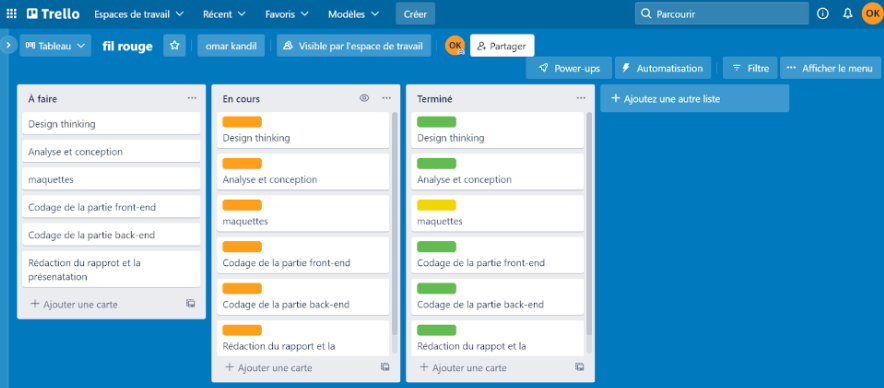 Trello Espaces de travail Récent Favoris Modèles Créer Parcourir OK
Tableau fil rouge omar kandil Visible par l'espace de travail OK Partager
Power-ups Automatisation Filtre Afficher le menu
À faire
Design thinking
Analyse et conception
maquettes
Codage de la partie front-end
Codage de la partie back-end
Rédaction du rapprot et la
présenatation
Ajouter une carte
En cours
Design thinking
Analyse et conception
maquettes
Codage de la partie front-end
Codage de la partie back-end
Rédaction du rapport et la
Ajouter une carte
Terminé
Design thinking
Analyse et conception
maquettes
Codage de la partie front-end
Codage de la partie back-end
Rédaction du rappot et la
Ajouter une carte
Ajoutez une autre liste